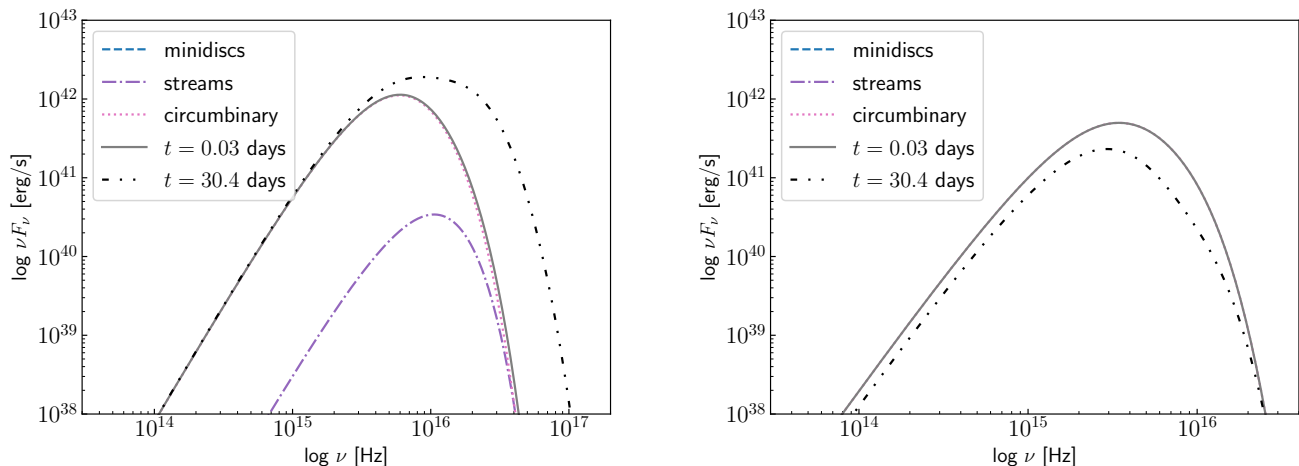 10^43
10^42
10^41
10^40
10^39
10^38
log νF_ν [erg/s]
minidiscs
streams
circumbinary
t = 0.03 days
t = 30.4 days
10^14
10^15
10^16
10^17
log ν [Hz]
10^43
10^42
10^41
10^40
10^39
10^38
log νF_ν [erg/s]
minidiscs
streams
circumbinary
t = 0.03 days
t = 30.4 days
10^14
10^15
10^16
log ν [Hz]